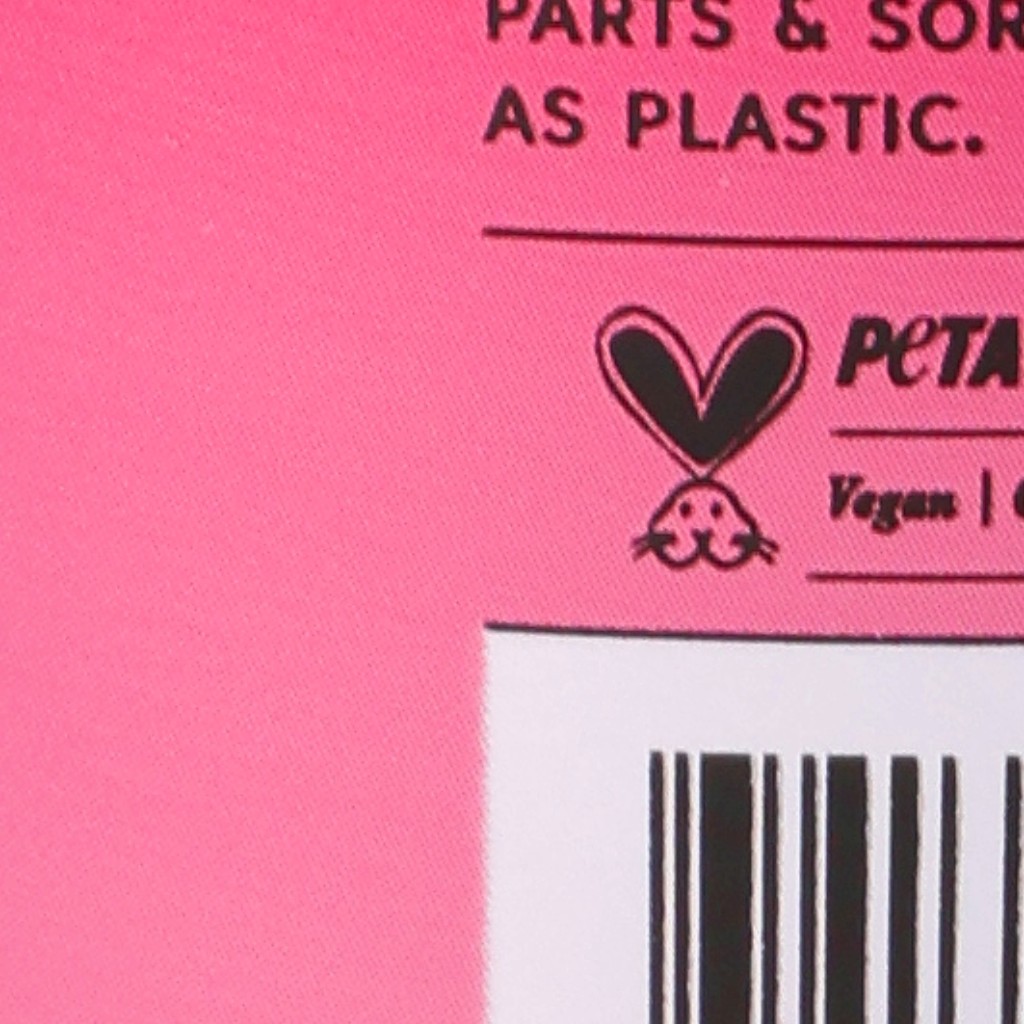 PARTS & SOR
AS PLASTIC.
PETA
Vegan |